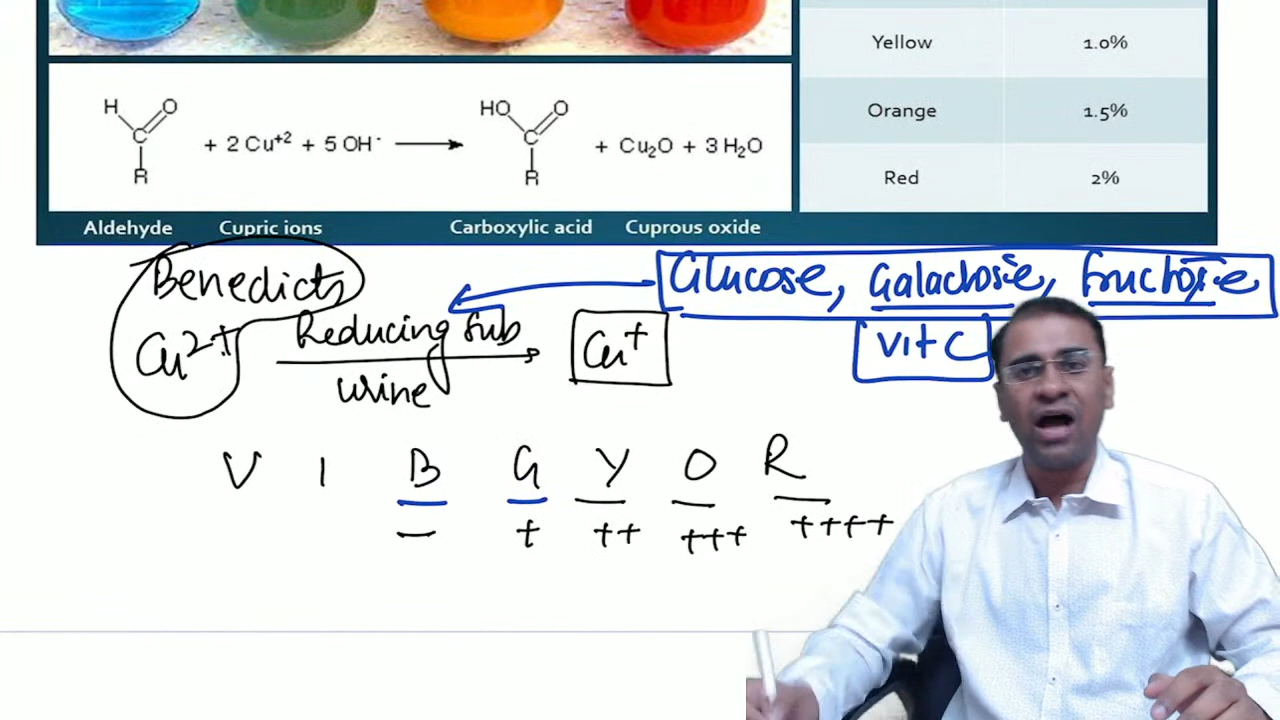 Yellow 1.0%
Orange 1.5%
Red 2%
H O C R + 2 Cu+2 + 5 OH- HO O C R + Cu2O + 3 H2O
Aldehyde Cupric ions Carboxylic acid Cuprous oxide
Benedicts
Glucose, Galactose, fructose
Cu2+ Reducing sub Cu+ Vit C
urine
V I B G Y O R
− + ++ +++ ++++